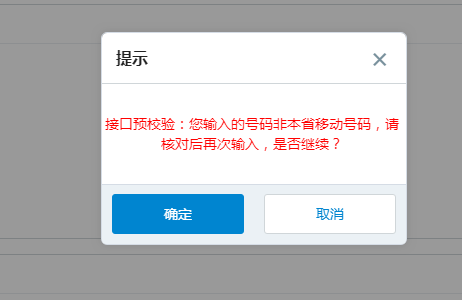 提示
接口预校验：您输入的号码非本省移动号码，请
核对后再次输入，是否继续？
确定
取消